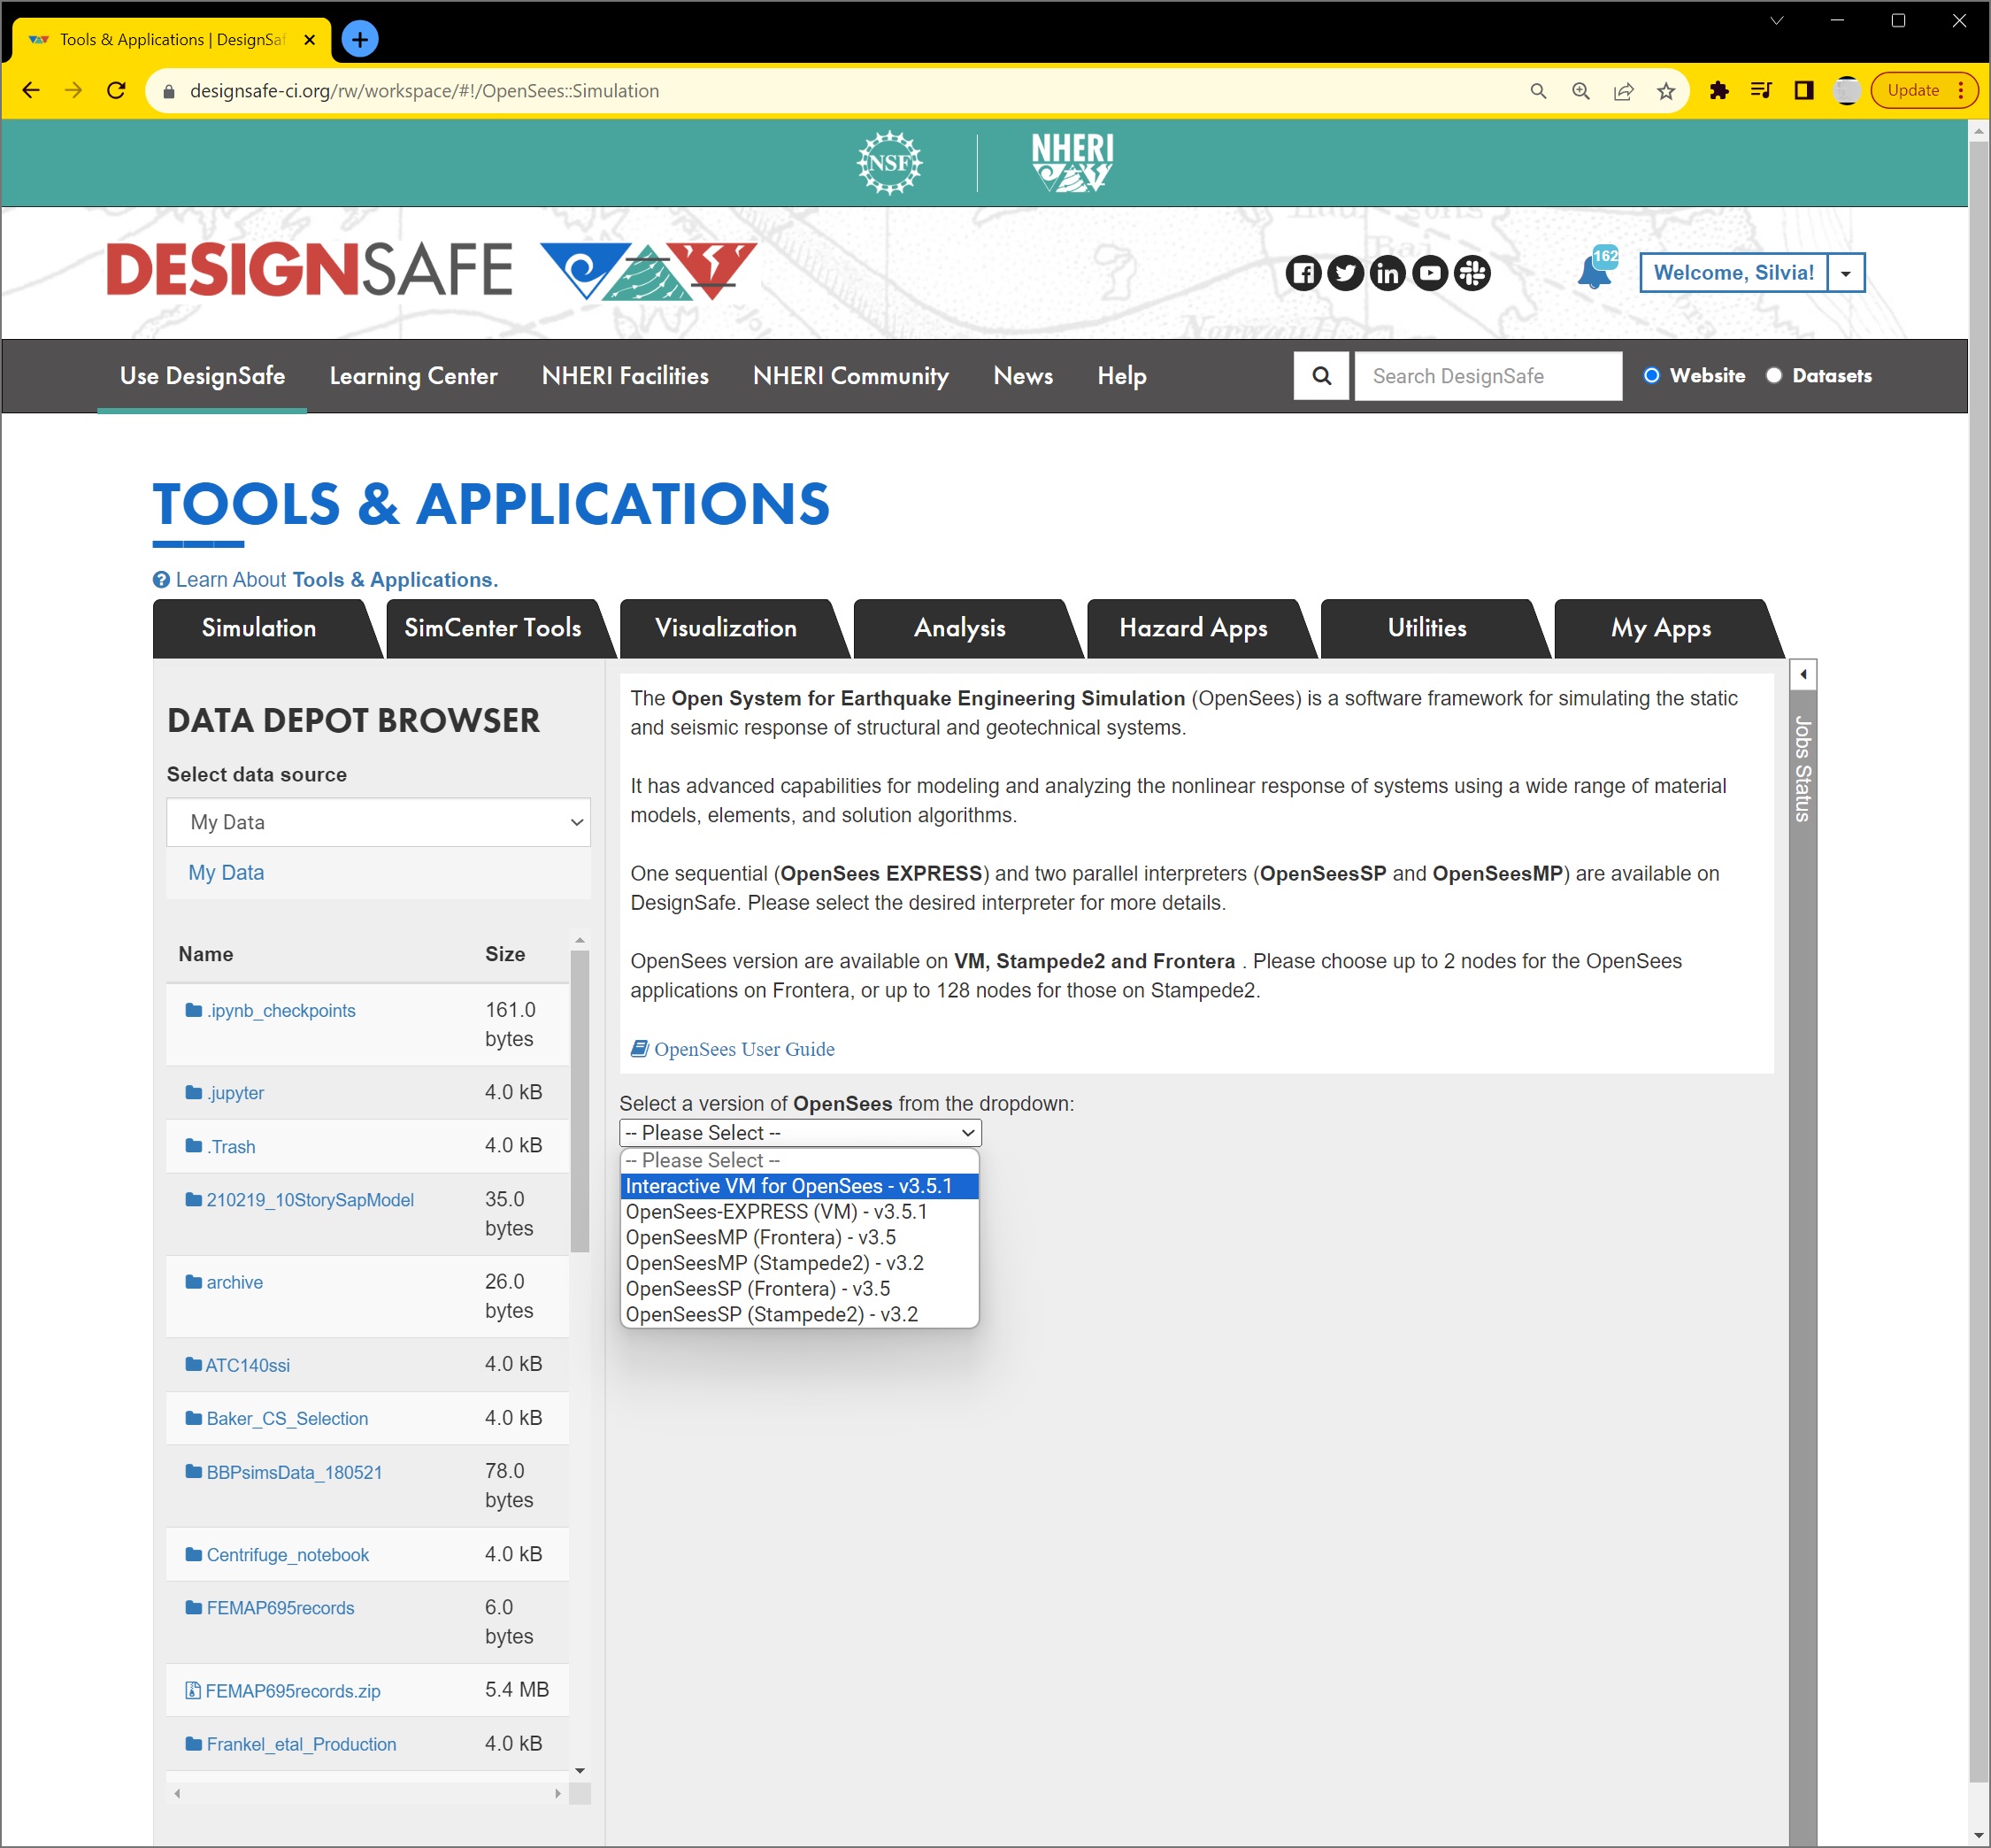 Tools & Applications | DesignSaf
designsafe-ci.org/rw/workspace/#!/OpenSees::Simulation
Update
NSF
NHERI
DESIGNSAFE
162
Welcome, Silvia!
Use DesignSafe
Learning Center
NHERI Facilities
NHERI Community
News
Help
Search DesignSafe
Website
Datasets
TOOLS & APPLICATIONS
Learn About Tools & Applications.
Simulation
SimCenter Tools
Visualization
Analysis
Hazard Apps
Utilities
My Apps
DATA DEPOT BROWSER
Select data source
My Data
My Data
Name Size
.ipynb_checkpoints 161.0
bytes
.jupyter 4.0 kB
.Trash 4.0 kB
210219_10StorySapModel 35.0
bytes
archive 26.0
bytes
ATC140ssi 4.0 kB
Baker_CS_Selection 4.0 kB
BBPsimsData_180521 78.0
bytes
Centrifuge_notebook 4.0 kB
FEMAP695records 6.0
bytes
FEMAP695records.zip 5.4 MB
Frankel_etal_Production 4.0 kB
The Open System for Earthquake Engineering Simulation (OpenSees) is a software framework for simulating the static
and seismic response of structural and geotechnical systems.
It has advanced capabilities for modeling and analyzing the nonlinear response of systems using a wide range of material
models, elements, and solution algorithms.
One sequential (OpenSees EXPRESS) and two parallel interpreters (OpenSeesSP and OpenSeesMP) are available on
DesignSafe. Please select the desired interpreter for more details.
OpenSees version are available on VM, Stampede2 and Frontera . Please choose up to 2 nodes for the OpenSees
applications on Frontera, or up to 128 nodes for those on Stampede2.
OpenSees User Guide
Select a version of OpenSees from the dropdown:
-- Please Select --
-- Please Select --
Interactive VM for OpenSees - v3.5.1
OpenSees-EXPRESS (VM) - v3.5.1
OpenSeesMP (Frontera) - v3.5
OpenSeesMP (Stampede2) - v3.2
OpenSeesSP (Frontera) - v3.5
OpenSeesSP (Stampede2) - v3.2
Jobs Status